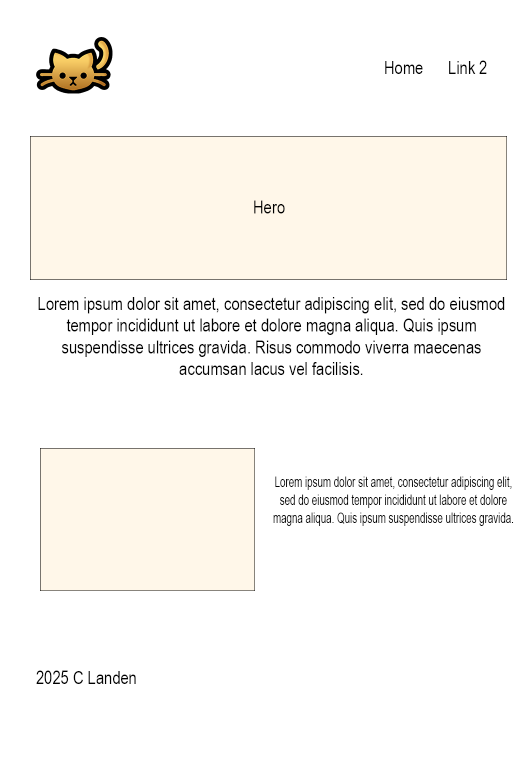 Home Link 2
Hero
Lorem ipsum dolor sit amet, consectetur adipiscing elit, sed do eiusmod
tempor incididunt ut labore et dolore magna aliqua. Quis ipsum
suspendisse ultrices gravida. Risus commodo viverra maecenas
accumsan lacus vel facilisis.
Lorem ipsum dolor sit amet, consectetur adipiscing elit,
sed do eiusmod tempor incididunt ut labore et dolore
magna aliqua. Quis ipsum suspendisse ultrices gravida.
2025 C Landen